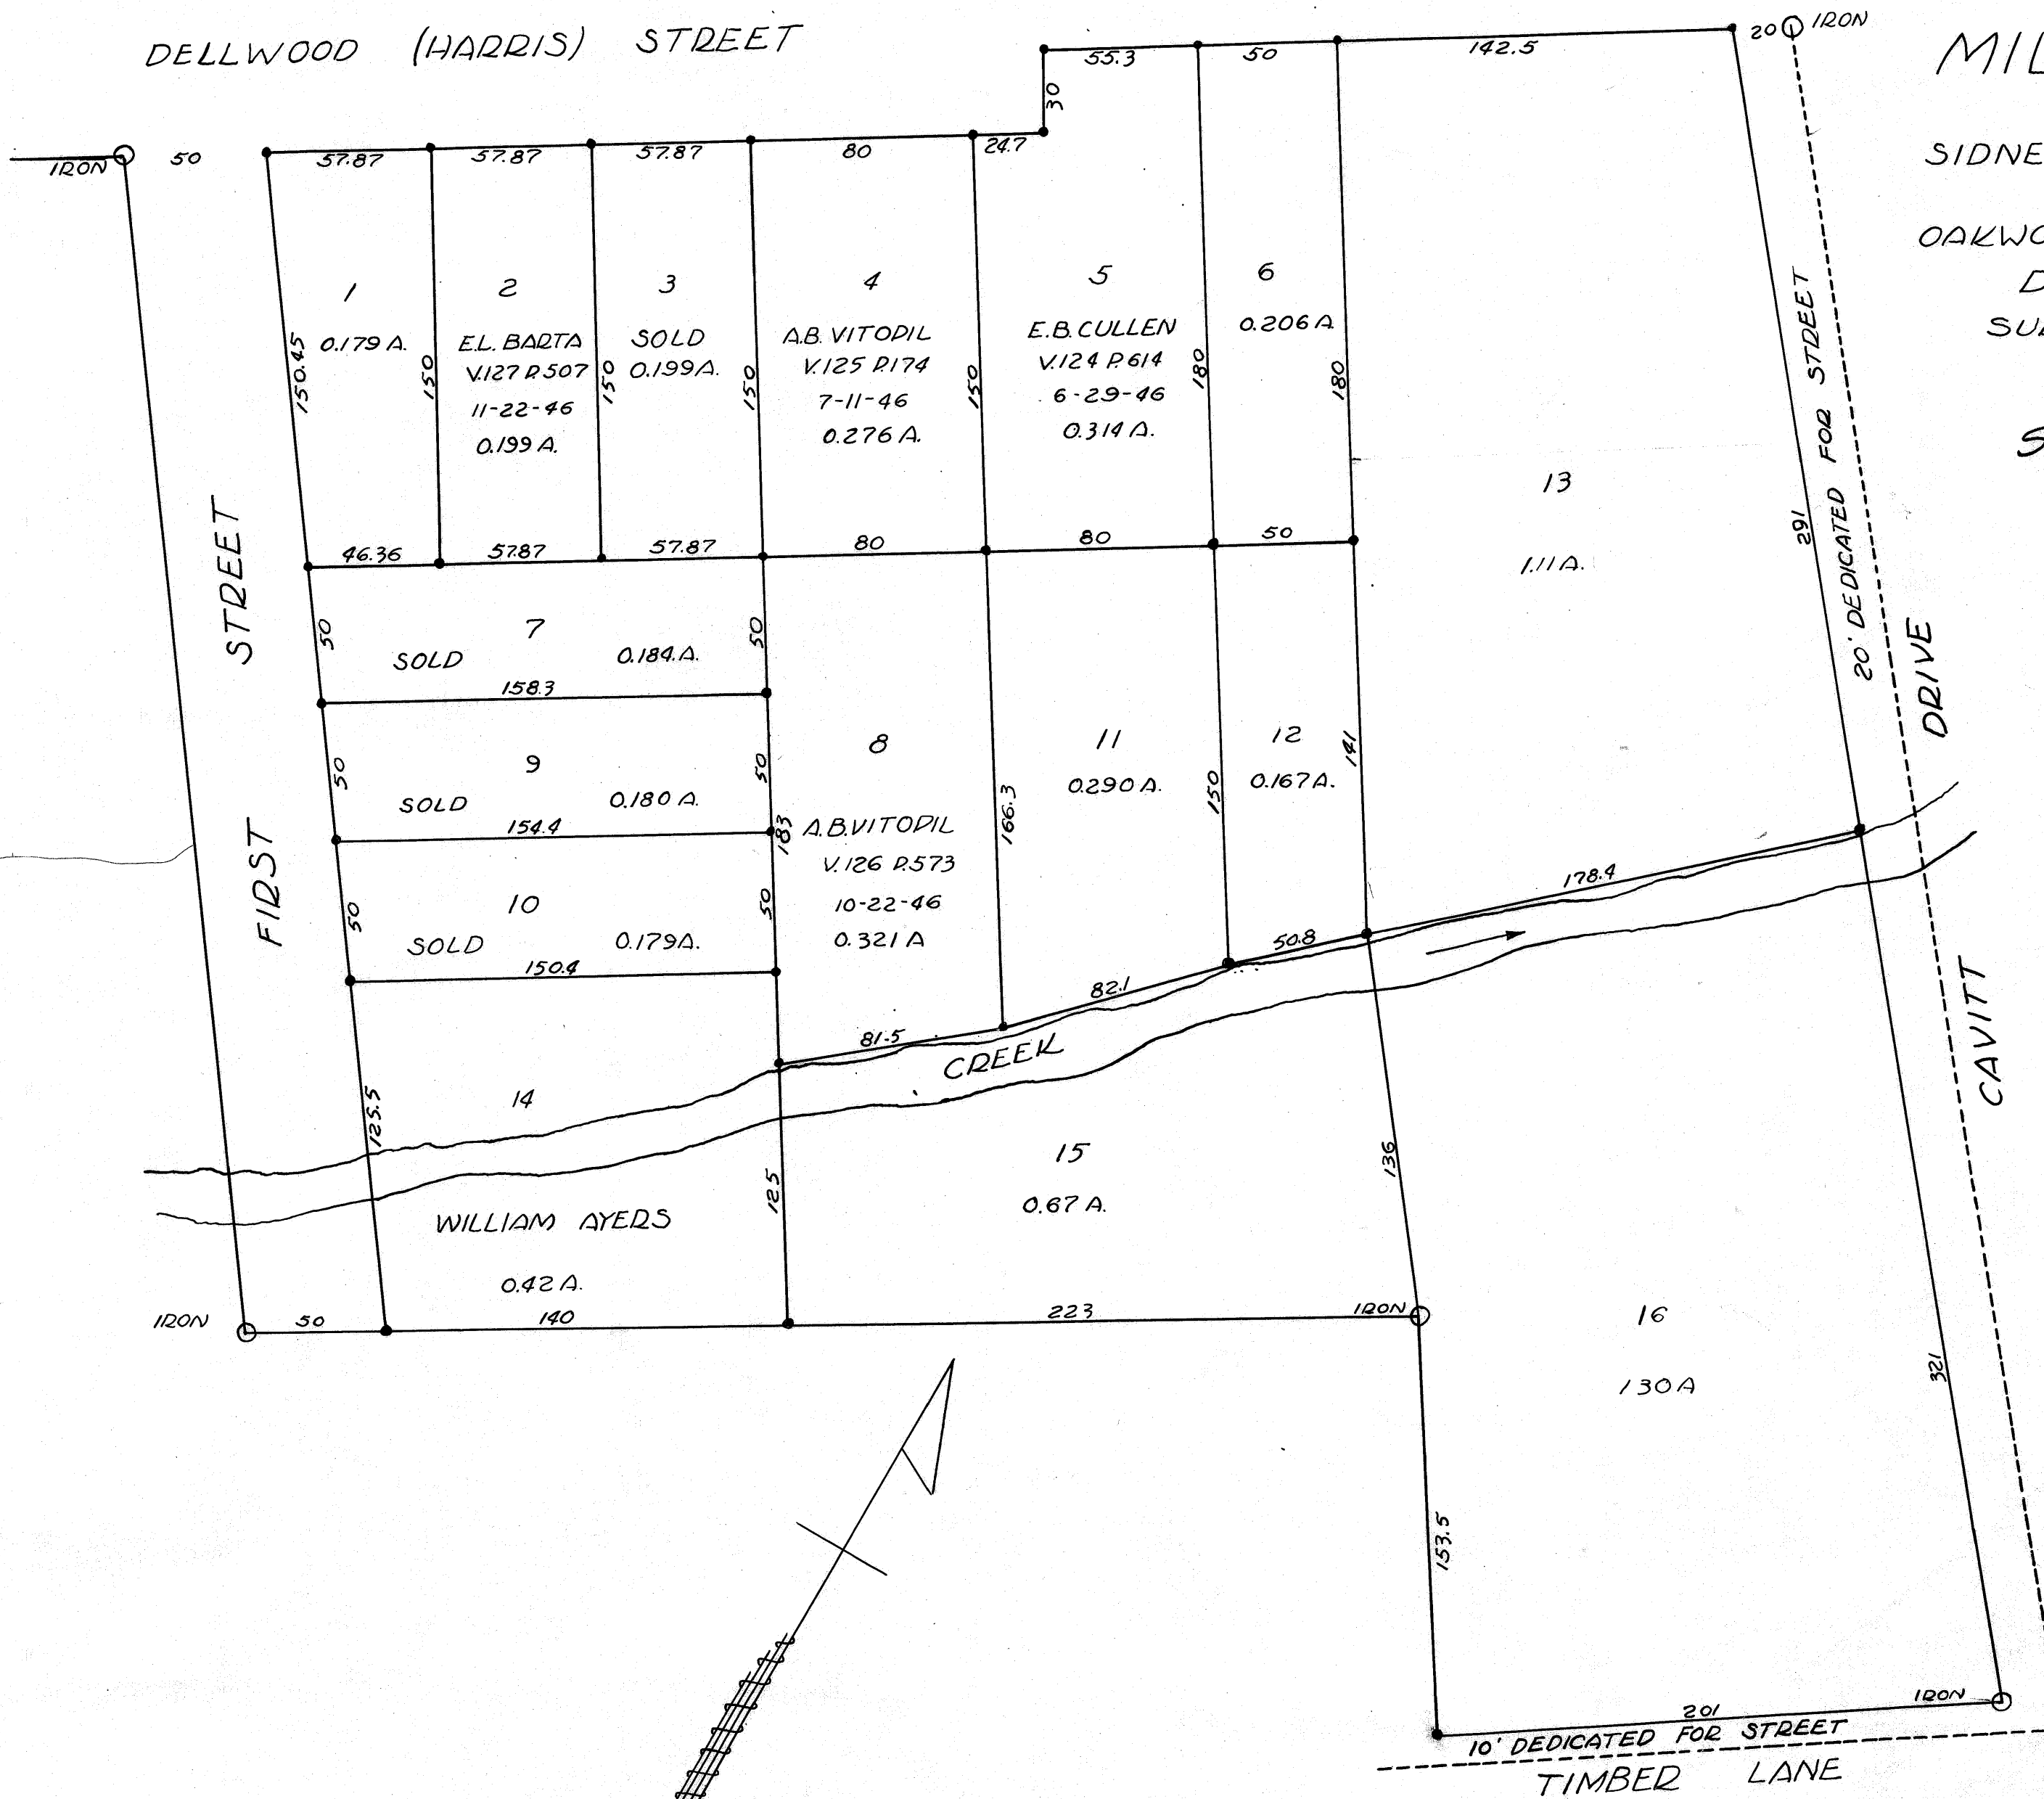 DELLWOOD (HARRIS) STREET
MIL
SIDNE
OAKWO
D
SU
S
IRON
50
57.87
57.87
57.87
80
24.7
30
55.3
50
142.5
20
IRON
1
0.179 A.
150.45
150
2
E.L. BARTA
V.127 P.507
11-22-46
0.199 A.
150
3
SOLD
0.199 A.
150
4
A.B. VITOPIL
V.125 P.174
7-11-46
0.276 A.
150
5
E.B. CULLEN
V.124 P.614
6-29-46
0.314 A.
180
6
0.206 A
180
13
1.11 A.
291
20' DEDICATED FOR STREET
46.36
57.87
57.87
80
80
50
FIRST STREET
50
7
SOLD 0.184 A.
50
158.3
50
9
SOLD 0.180 A.
50
154.4
50
10
SOLD 0.179 A.
50
150.4
183
8
A.B. VITOPIL
V.126 P.573
10-22-46
0.321 A
166.3
11
0.290 A.
150
12
0.167 A.
141
81.5
82.1
50.8
178.4
CREEK
CAVITT DRIVE
125.5
14
WILLIAM AYERS
0.42 A.
125
15
0.67 A.
136
IRON
50
140
223
IRON
16
1 30 A
321
153.5
201
IRON
10' DEDICATED FOR STREET
TIMBER LANE